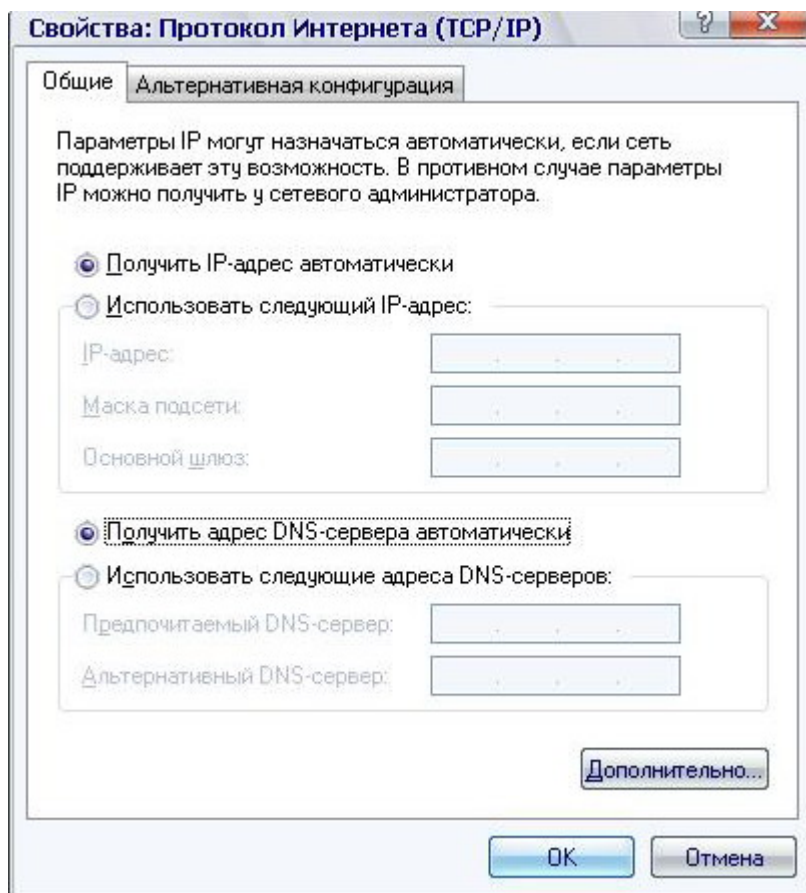 Свойства: Протокол Интернета (TCP/IP)
Общие
Альтернативная конфигурация
Параметры IP могут назначаться автоматически, если сеть
поддерживает эту возможность. В противном случае параметры
IP можно получить у сетевого администратора.
Получить IP-адрес автоматически
Использовать следующий IP-адрес:
IP-адрес:
Маска подсети:
Основной шлюз:
Получить адрес DNS-сервера автоматически
Использовать следующие адреса DNS-серверов:
Предпочитаемый DNS-сервер:
Альтернативный DNS-сервер:
Дополнительно...
OK
Отмена